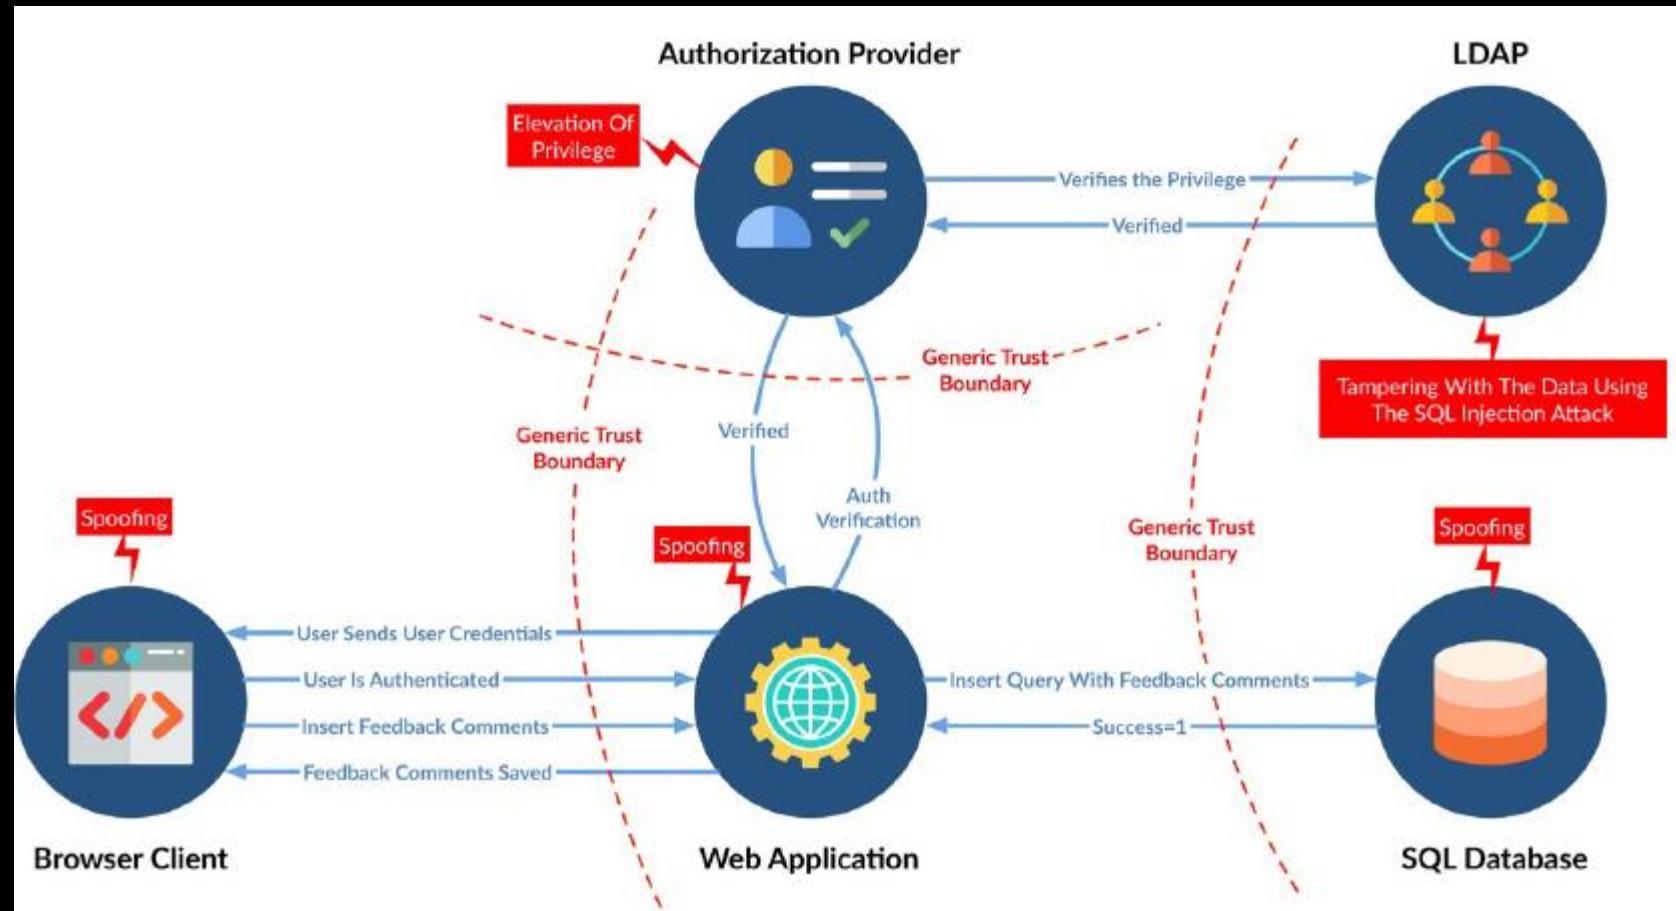 Authorization Provider
LDAP
Elevation Of
Privilege
Verifies the Privilege
Verified
Generic Trust
Boundary
Tampering With The Data Using
The SQL Injection Attack
Generic Trust
Boundary
Verified
Auth
Verification
Generic Trust
Boundary
Spoofing
Spoofing
Spoofing
User Sends User Credentials
User Is Authenticated
Insert Feedback Comments
Feedback Comments Saved
Insert Query With Feedback Comments
Success=1
Browser Client
Web Application
SQL Database